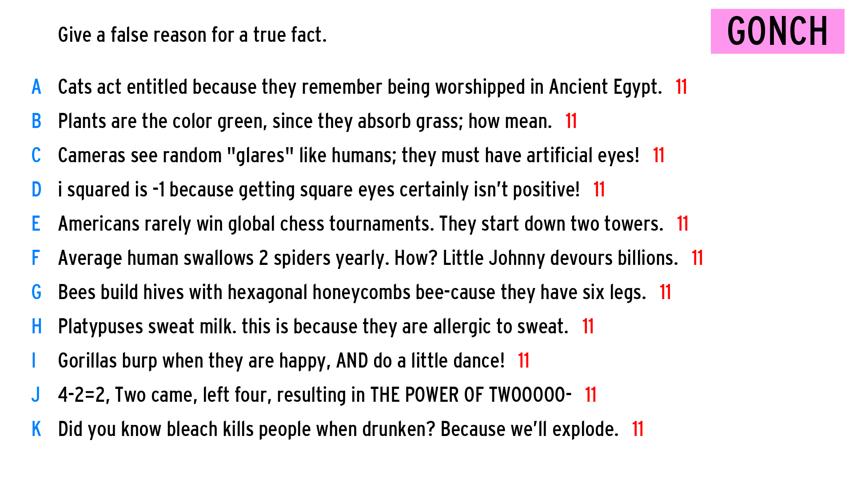 Give a false reason for a true fact.
GONCH
A Cats act entitled because they remember being worshipped in Ancient Egypt. 11
B Plants are the color green, since they absorb grass; how mean. 11
C Cameras see random "glares" like humans; they must have artificial eyes! 11
D i squared is -1 because getting square eyes certainly isn't positive! 11
E Americans rarely win global chess tournaments. They start down two towers. 11
F Average human swallows 2 spiders yearly. How? Little Johnny devours billions. 11
G Bees build hives with hexagonal honeycombs bee-cause they have six legs. 11
H Platypuses sweat milk. this is because they are allergic to sweat. 11
I Gorillas burp when they are happy, AND do a little dance! 11
J 4-2=2, Two came, left four, resulting in THE POWER OF TWOOOOO- 11
K Did you know bleach kills people when drunken? Because we'll explode. 11